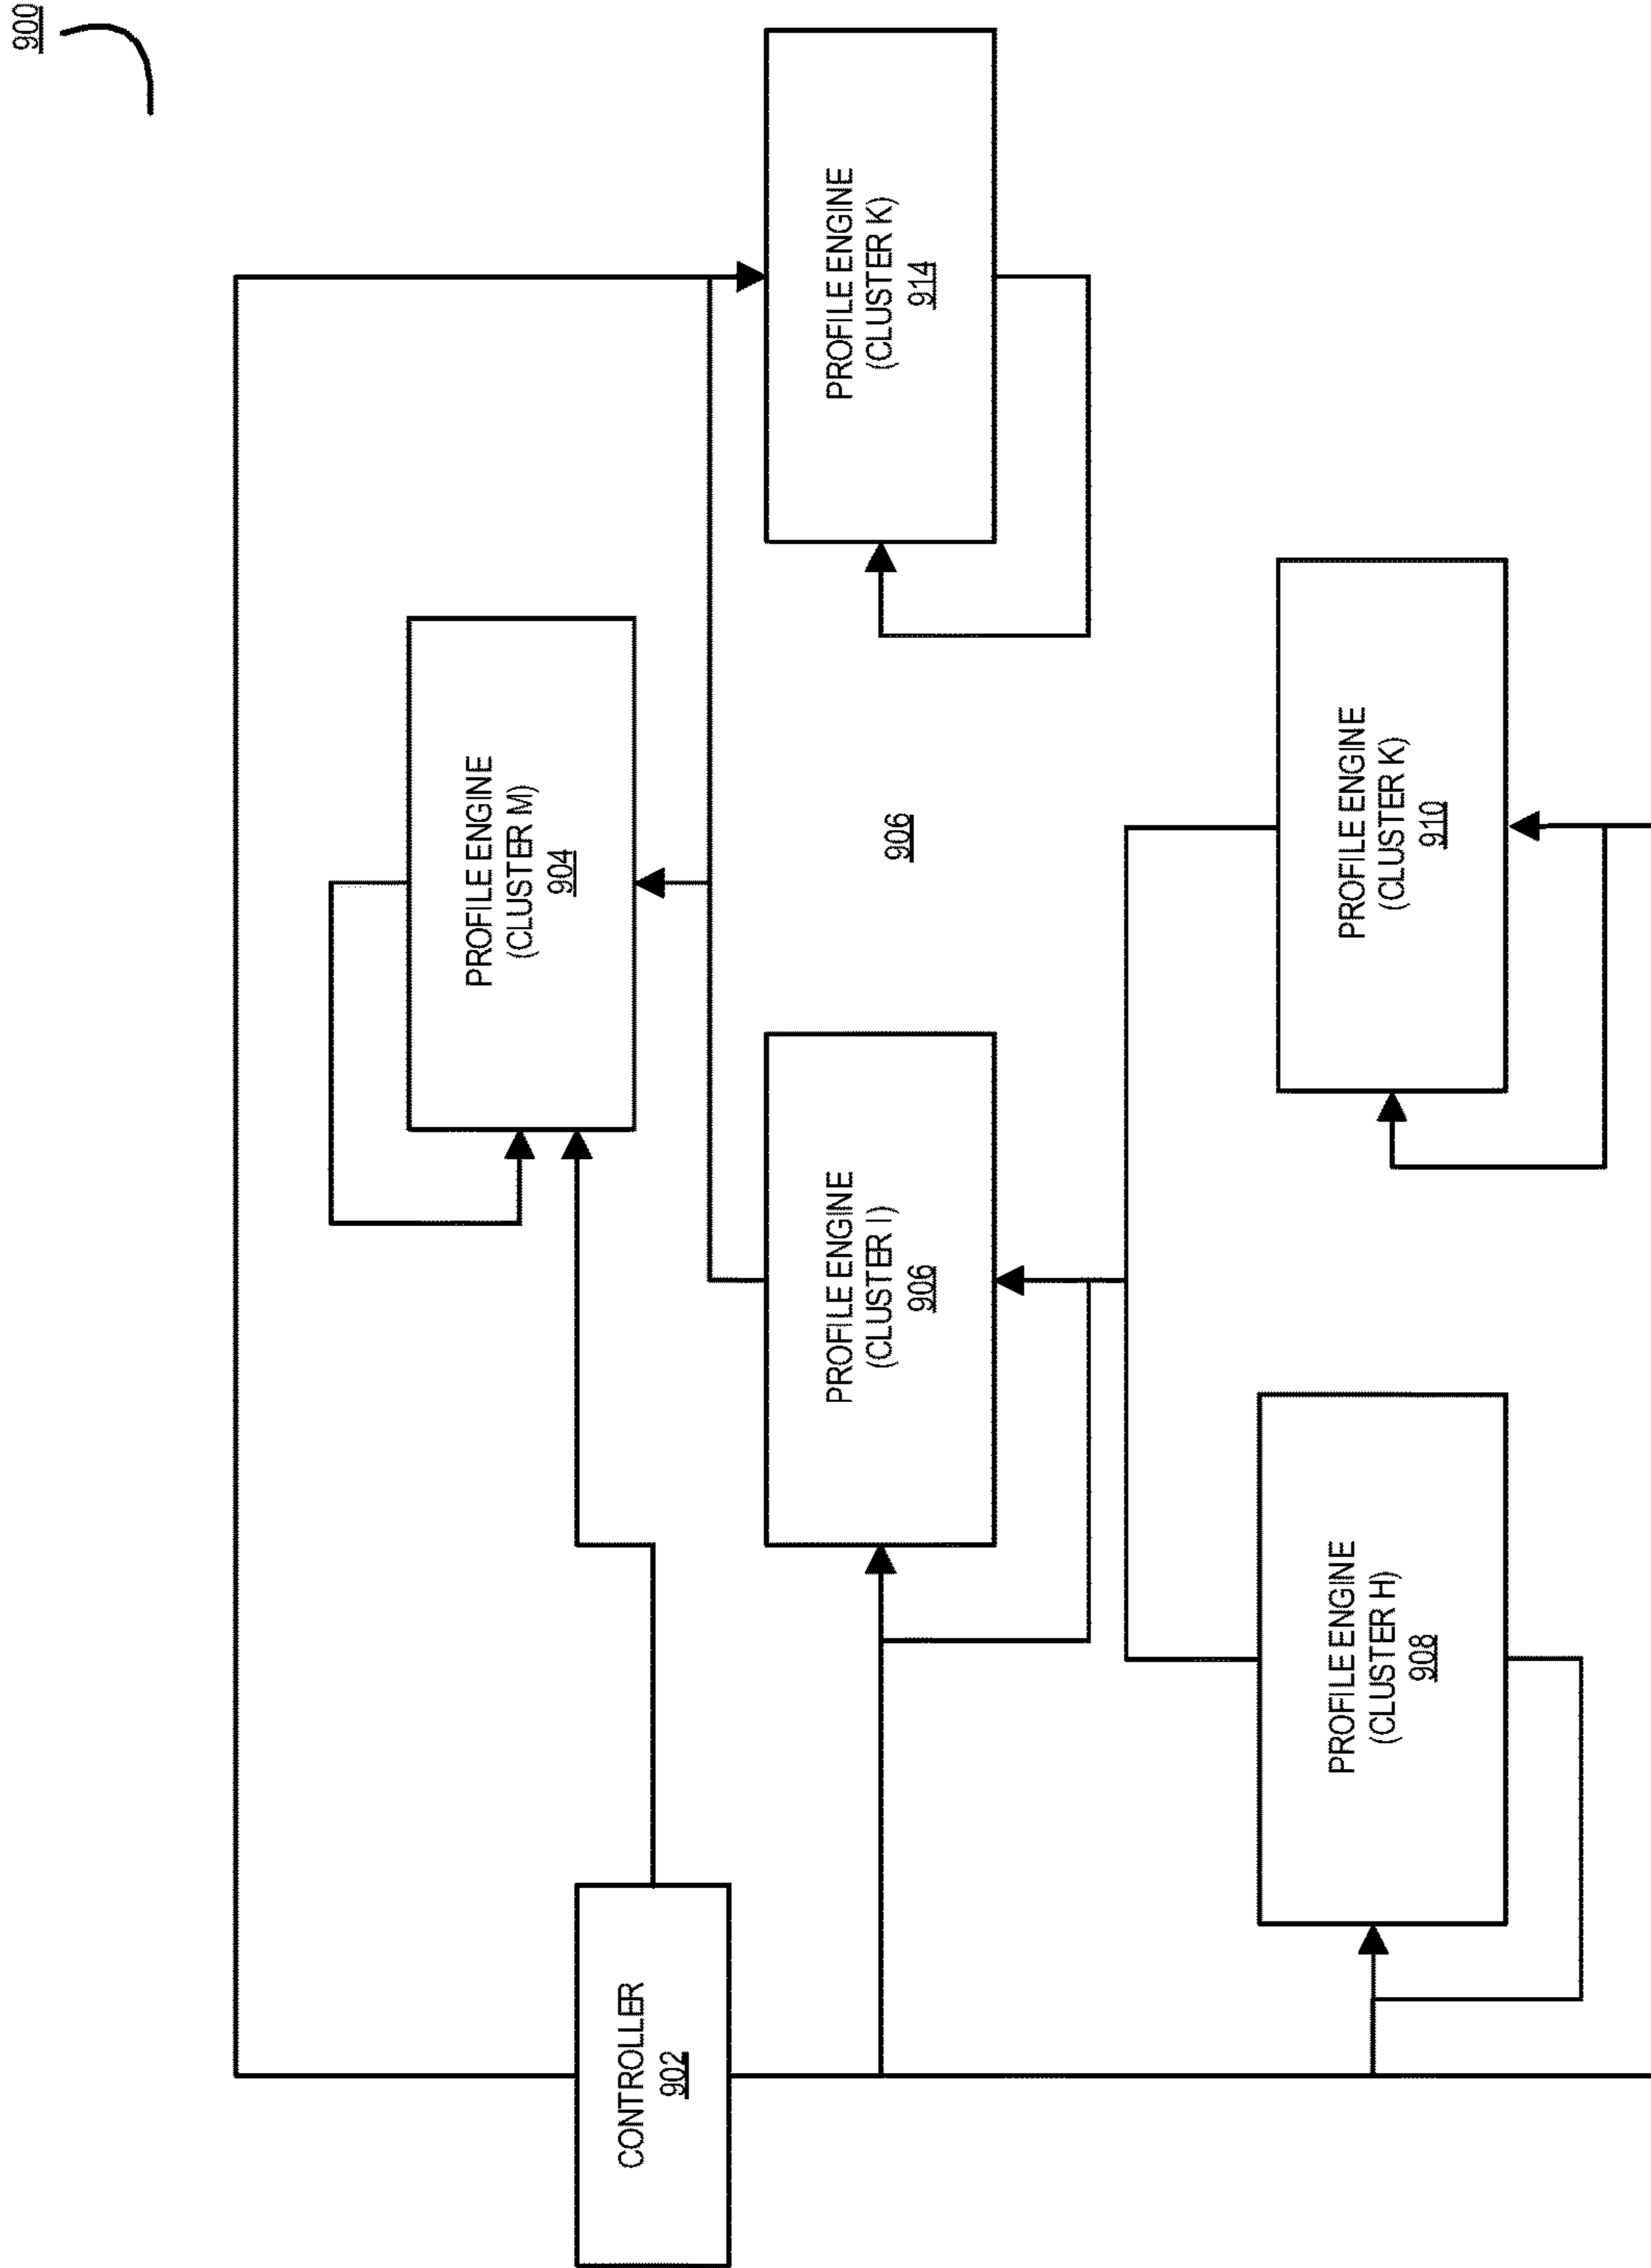 900
CONTROLLER
902
PROFILE ENGINE
(CLUSTER M)
904
PROFILE ENGINE
(CLUSTER I)
906
906
PROFILE ENGINE
(CLUSTER K)
914
PROFILE ENGINE
(CLUSTER H)
908
PROFILE ENGINE
(CLUSTER K)
910